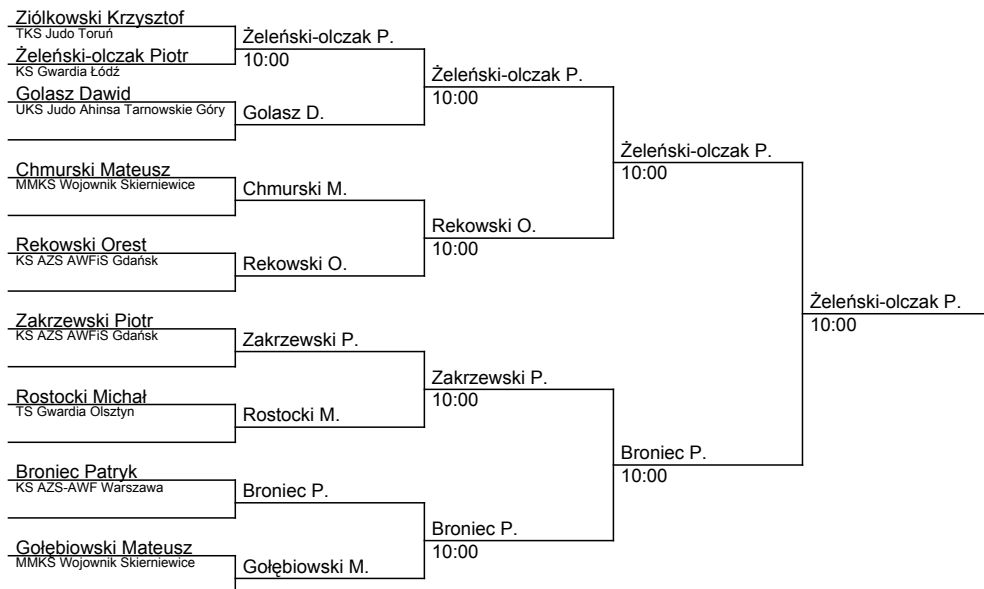 Ziółkowski Krzysztof
TKS Judo Toruń
Żeleński-olczak Piotr
KS Gwardia Łódź
Golasz Dawid
UKS Judo Ahinsa Tarnowskie Góry
Chmurski Mateusz
MMKS Wojownik Skierniewice
Rekowski Orest
KS AZS AWFiS Gdańsk
Zakrzewski Piotr
KS AZS AWFiS Gdańsk
Rostocki Michał
TS Gwardia Olsztyn
Broniec Patryk
KS AZS-AWF Warszawa
Gołębiowski Mateusz
MMKS Wojownik Skierniewice
Żeleński-olczak P.
10:00
Golasz D.
Chmurski M.
Rekowski O.
Zakrzewski P.
Rostocki M.
Broniec P.
Gołębiowski M.
Żeleński-olczak P.
10:00
Rekowski O.
10:00
Zakrzewski P.
10:00
Broniec P.
10:00
Żeleński-olczak P.
10:00
Broniec P.
10:00
Żeleński-olczak P.
10:00